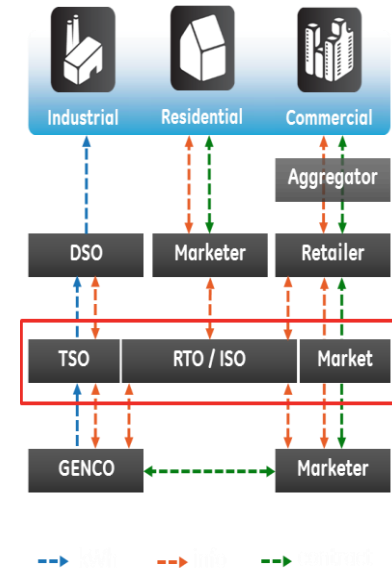 Industrial Residential Commercial
Aggregator
DSO Marketer Retailer
TSO RTO / ISO Market
GENCO Marketer